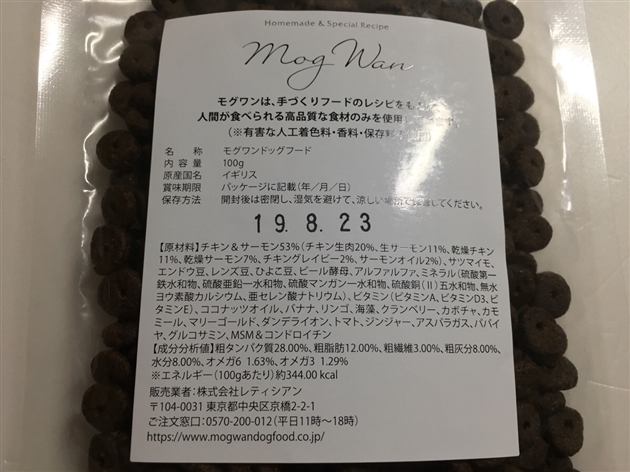 Homemade & Special Recipe
Mog Wan
モグワンは、手づくりフードのレシピをも
人間が食べられる高品質な食材のみを使用し
(※有害な人工着色料・香料・保存料
名 称 モグワンドッグフード
内 容 量 100g
原産国名 イギリス
賞味期限 パッケージに記載(年/月/日)
保存方法 開封後は密閉し、湿気を避けて、涼しい場所で保管してください。
19.8.23
【原材料】チキン&サーモン53%(チキン生肉20%、生サーモン11%、乾燥チキン
11%、乾燥サーモン7%、チキングレイビー2%、サーモンオイル2%)、サツマイモ、
エンドウ豆、レンズ豆、ひよこ豆、ビール酵母、アルファルファ、ミネラル(硫酸第一
鉄水和物、硫酸亜鉛一水和物、硫酸マンガン一水和物、硫酸銅(II)五水和物、無水
ヨウ素酸カルシウム、亜セレン酸ナトリウム)、ビタミン(ビタミンA、ビタミンD3、ビ
タミンE)、ココナッツオイル、バナナ、リンゴ、海藻、クランベリー、カボチャ、カモ
ミール、マリーゴールド、ダンデライオン、トマト、ジンジャー、アスパラガス、パパイ
ヤ、グルコサミン、MSM&コンドロイチン
【成分分析値】粗タンパク質28.00%、粗脂肪12.00%、粗繊維3.00%、粗灰分8.00%、
水分8.00%、オメガ6 1.63%、オメガ3 1.29%
※エネルギー(100gあたり)約344.00 kcal
販売業者:株式会社レティシアン
〒104-0031 東京都中央区京橋2-2-1
ご注文窓口:0570-200-012(平日11時〜18時)
https://www.mogwandogfood.co.jp/